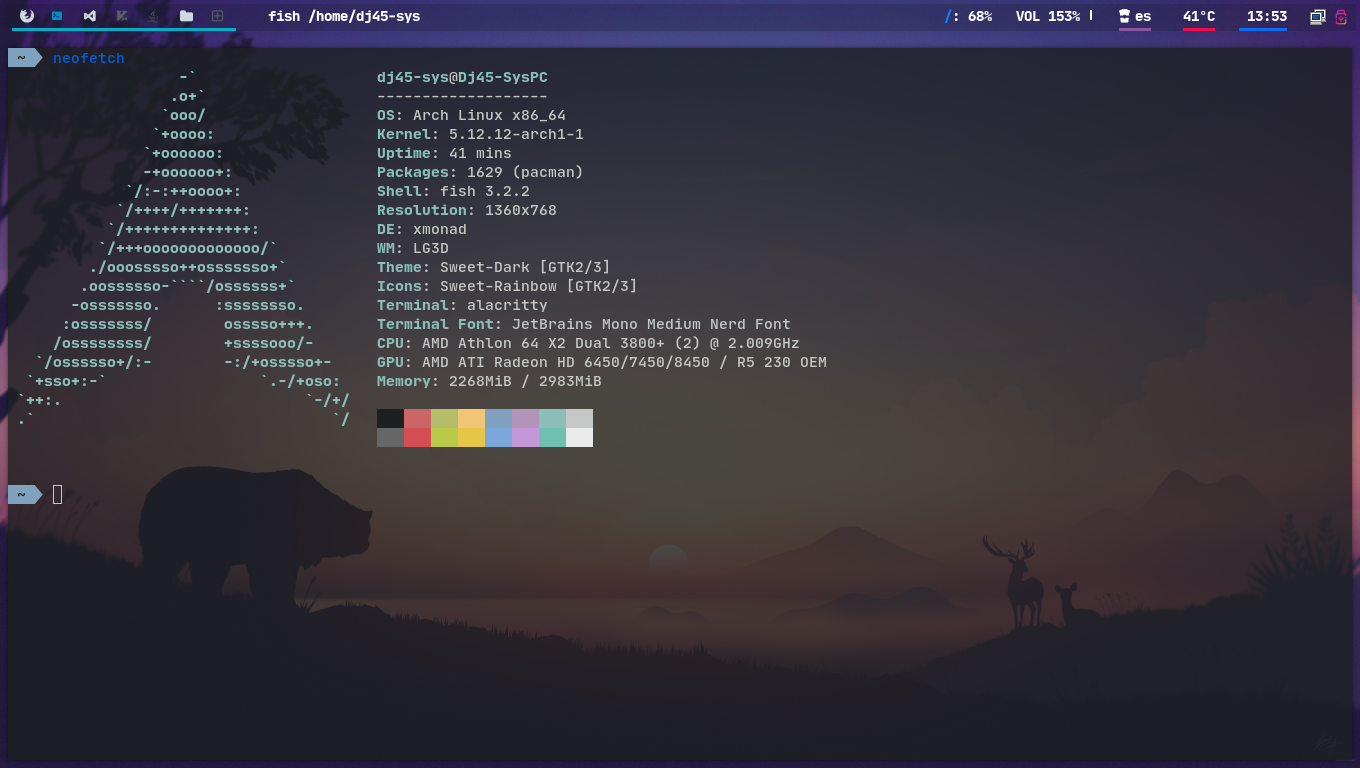 fish /home/dj45-sys
/: 68% VOL 153% es 41°C 13:53
~ neofetch
-`
.o+`
`ooo/
`+oooo:
`+oooooo:
-+oooooo+:
`/:-:++oooo+:
`/++++/+++++++:
`/++++++++++++++:
`/+++ooooooooooooo/`
./ooosssso++osssssso+`
.oossssso-````/ossssss+`
-osssssso. :ssssssso.
:osssssss/ osssso+++.
/ossssssss/ +ssssooo/-
`/ossssso+/:- -:/+osssso+-
`+sso+:-` `.-/+oso:
`++:. `-/+/
.` `/
dj45-sys@Dj45-SysPC
-------------------
OS: Arch Linux x86_64
Kernel: 5.12.12-arch1-1
Uptime: 41 mins
Packages: 1629 (pacman)
Shell: fish 3.2.2
Resolution: 1360x768
DE: xmonad
WM: LG3D
Theme: Sweet-Dark [GTK2/3]
Icons: Sweet-Rainbow [GTK2/3]
Terminal: alacritty
Terminal Font: JetBrains Mono Medium Nerd Font
CPU: AMD Athlon 64 X2 Dual 3800+ (2) @ 2.009GHz
GPU: AMD ATI Radeon HD 6450/7450/8450 / R5 230 OEM
Memory: 2268MiB / 2983MiB
~